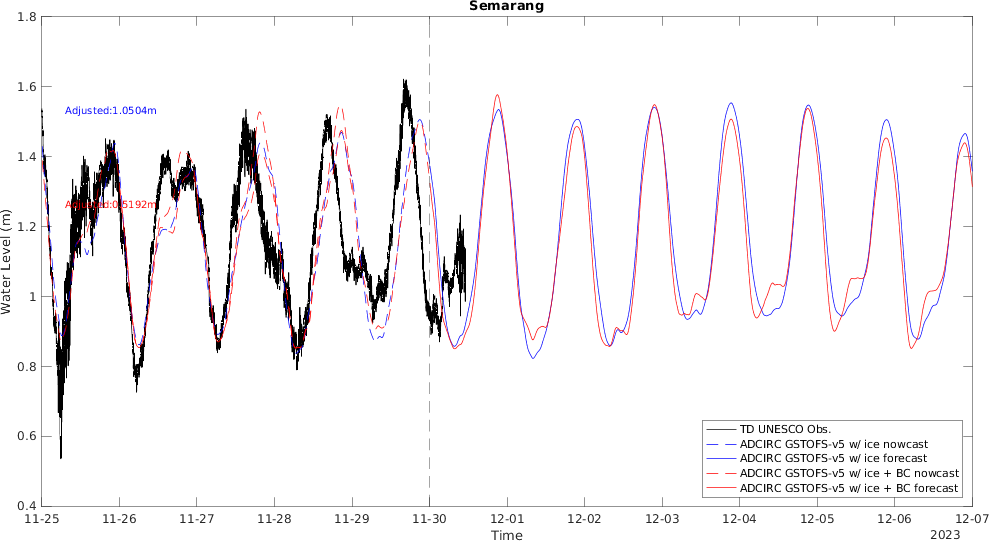 Semarang
Water Level (m)
1.8
1.6
1.4
1.2
1
0.8
0.6
0.4
Adjusted:1.0504m
Adjusted:0.5192m
TD UNESCO Obs.
ADCIRC GSTOFS-v5 w/ ice nowcast
ADCIRC GSTOFS-v5 w/ ice forecast
ADCIRC GSTOFS-v5 w/ ice + BC nowcast
ADCIRC GSTOFS-v5 w/ ice + BC forecast
11-25 11-26 11-27 11-28 11-29 11-30 12-01 12-02 12-03 12-04 12-05 12-06 12-07
Time
2023